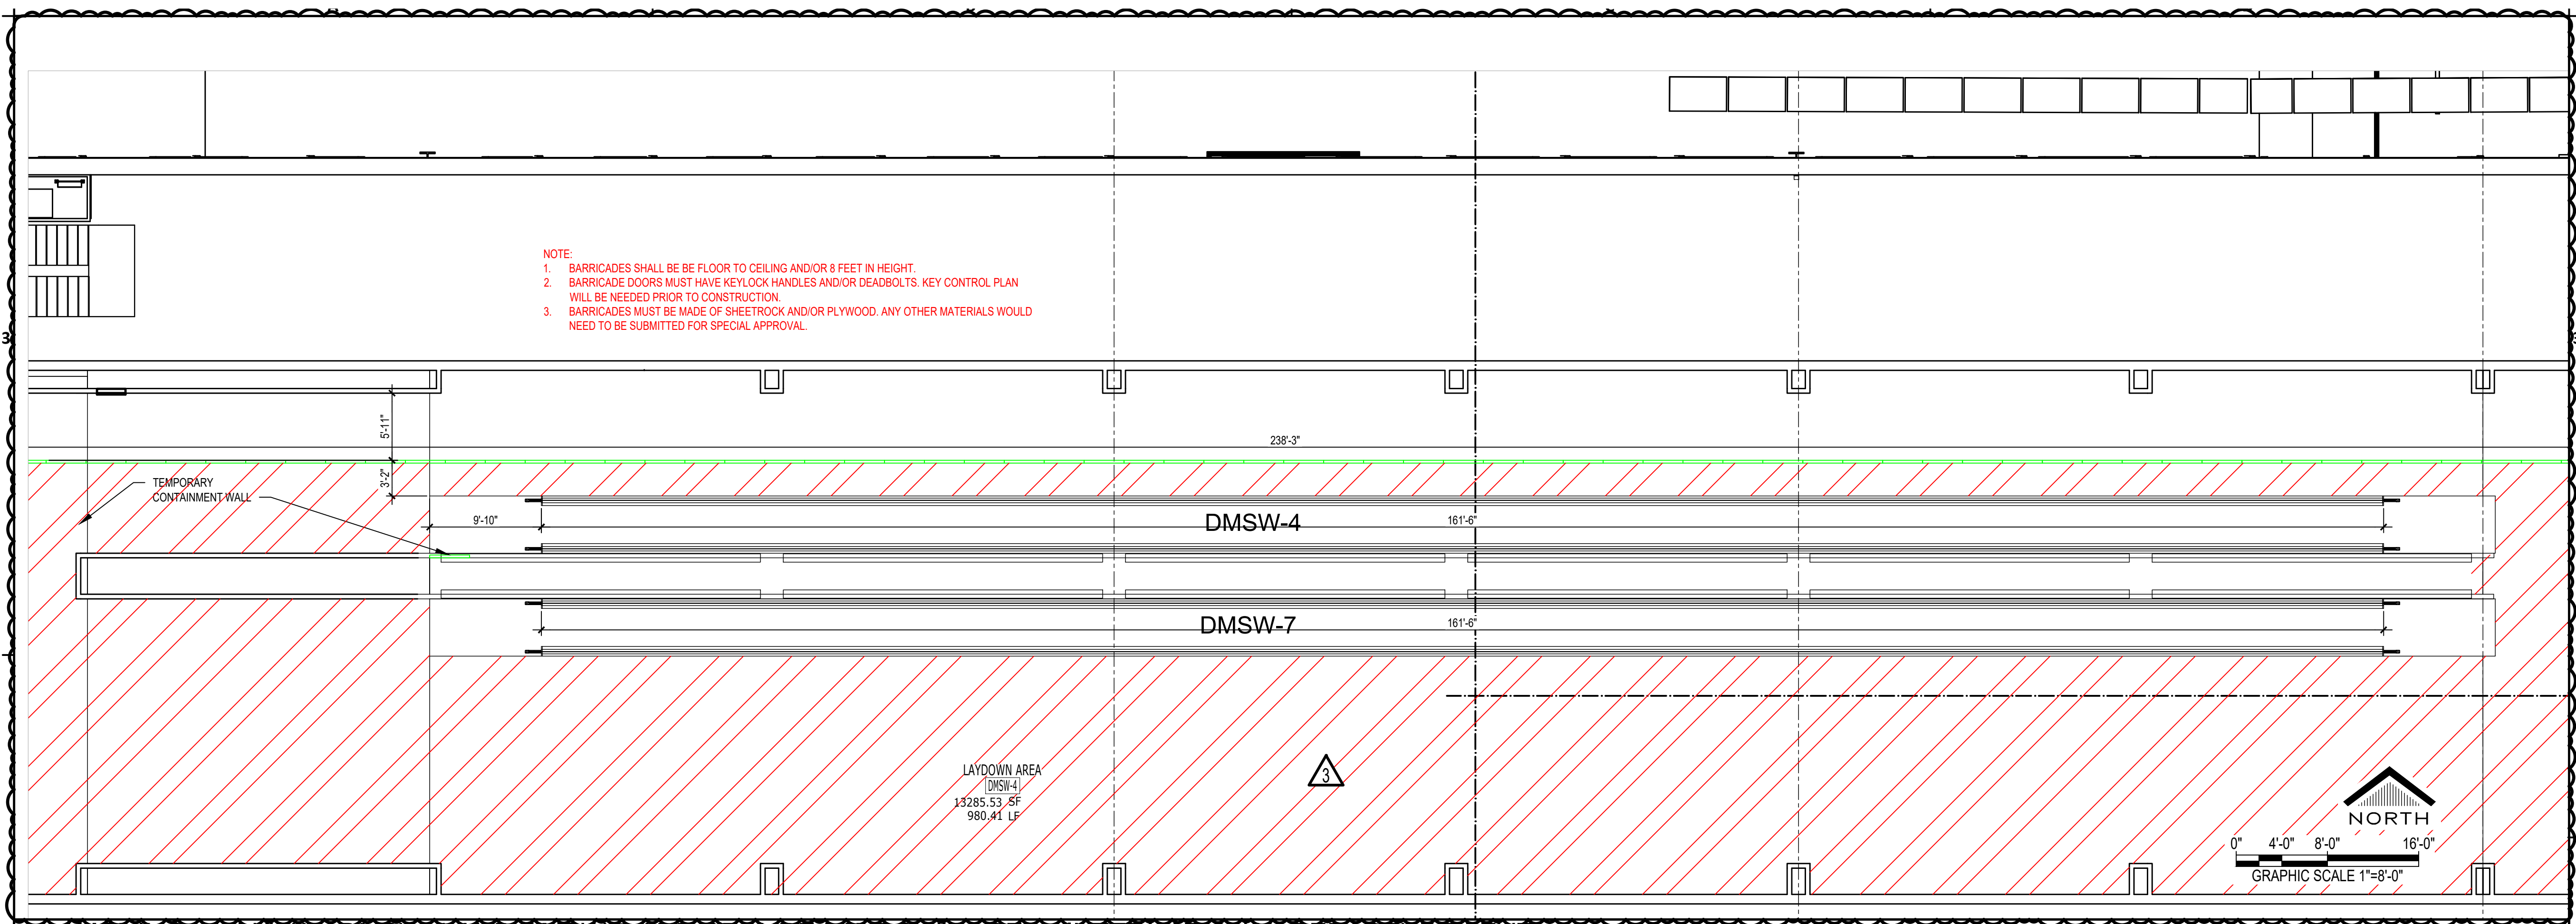 NOTE:
1. BARRICADES SHALL BE BE FLOOR TO CEILING AND/OR 8 FEET IN HEIGHT.
2. BARRICADE DOORS MUST HAVE KEYLOCK HANDLES AND/OR DEADBOLTS. KEY CONTROL PLAN
WILL BE NEEDED PRIOR TO CONSTRUCTION.
3. BARRICADES MUST BE MADE OF SHEETROCK AND/OR PLYWOOD. ANY OTHER MATERIALS WOULD
NEED TO BE SUBMITTED FOR SPECIAL APPROVAL.
3
5'-11"
238'-3"
3'-2"
TEMPORARY
CONTAINMENT WALL
9'-10"
DMSW-4
161'-6"
DMSW-7
161'-6"
LAYDOWN AREA
DMSW-4
13285.53 SF
980.41 LF
3
NORTH
0" 4'-0" 8'-0" 16'-0"
GRAPHIC SCALE 1"=8'-0"